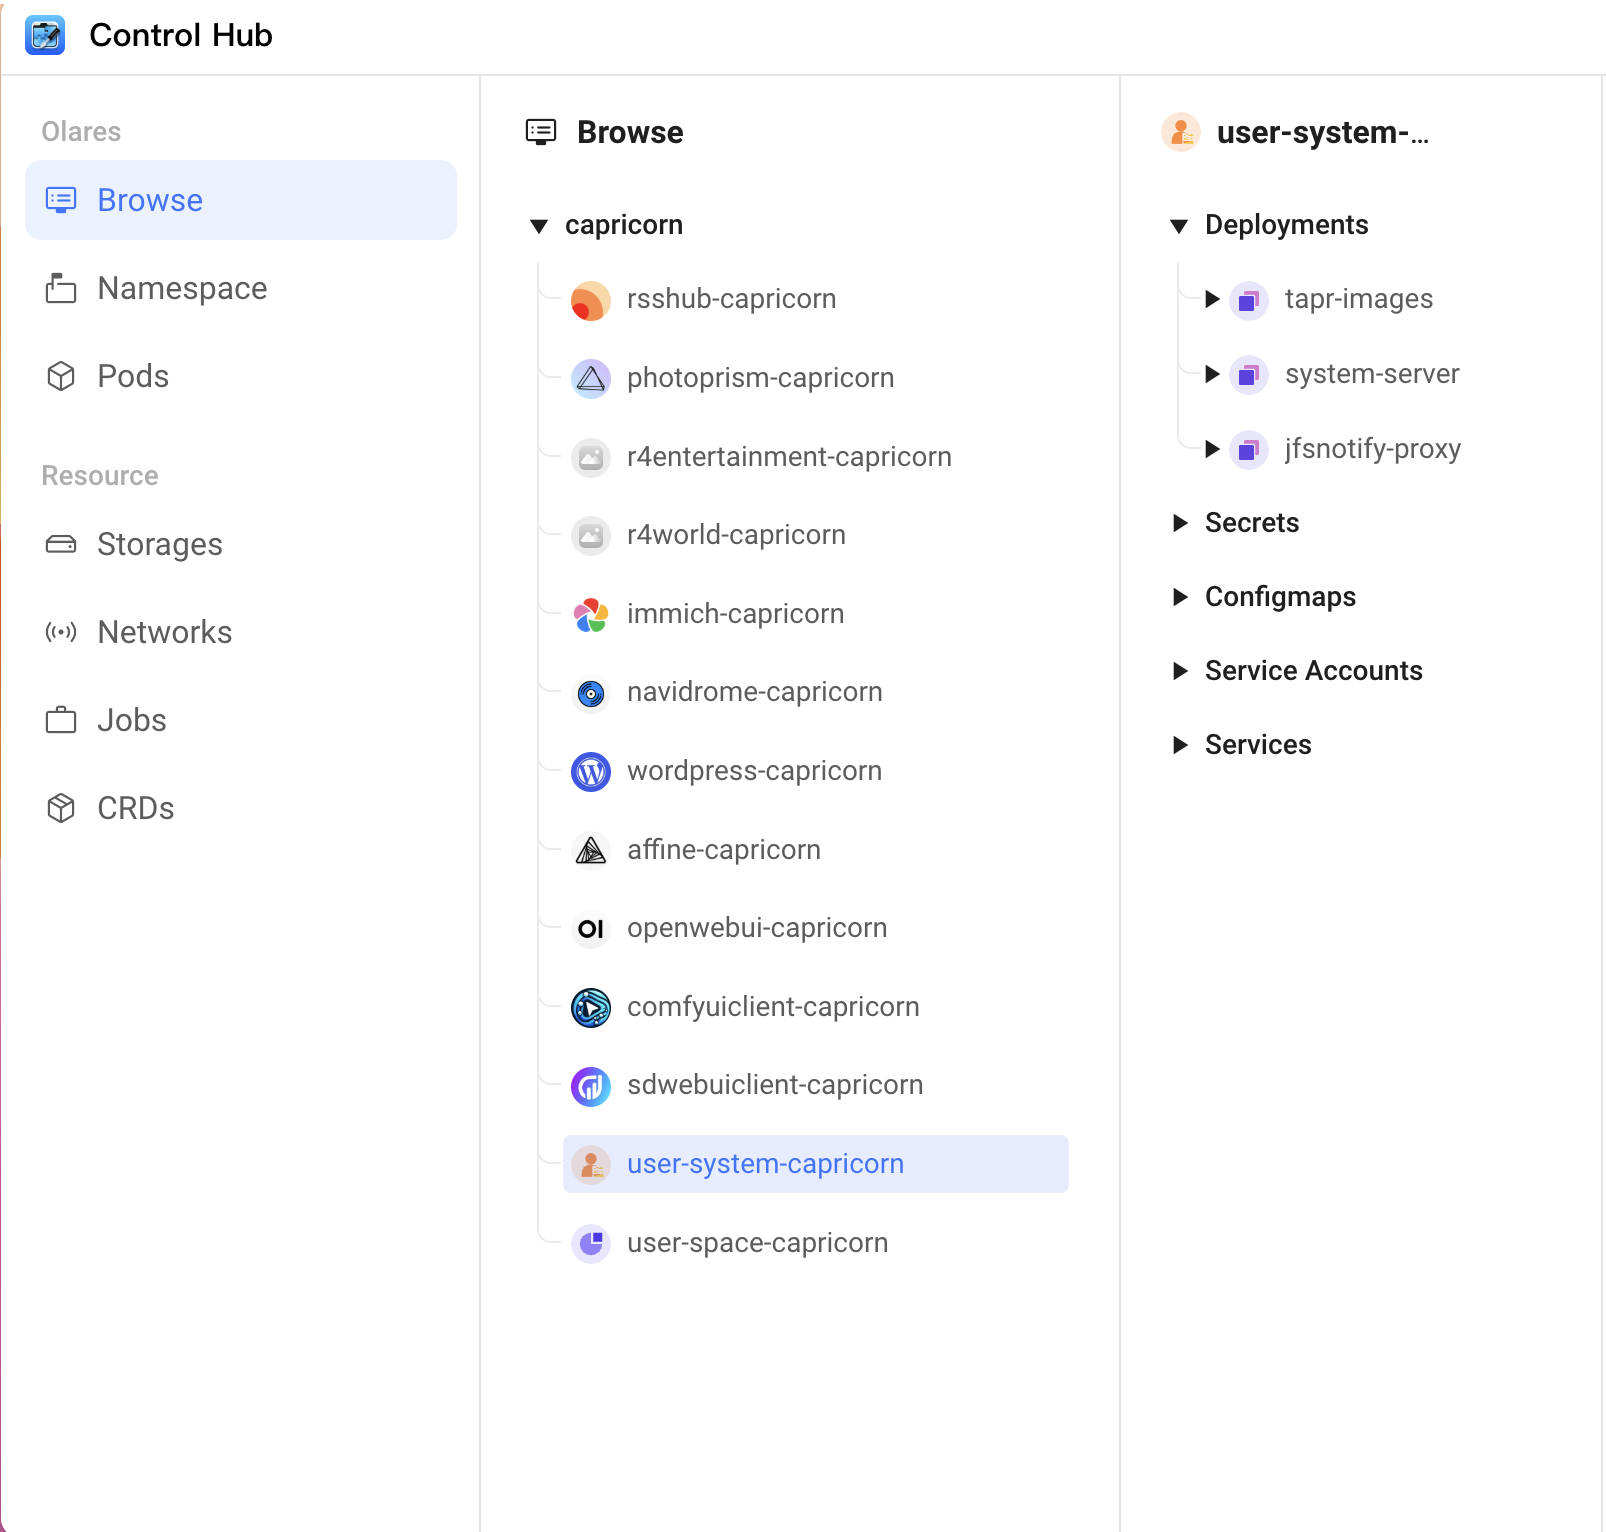 Control Hub
Olares
Browse
Namespace
Pods
Resource
Storages
Networks
Jobs
CRDs
Browse
capricorn
rsshub-capricorn
photoprism-capricorn
r4entertainment-capricorn
r4world-capricorn
immich-capricorn
navidrome-capricorn
wordpress-capricorn
affine-capricorn
OI openwebui-capricorn
comfyuiclient-capricorn
sdwebuiclient-capricorn
user-system-capricorn
user-space-capricorn
user-system-...
Deployments
tapr-images
system-server
jfsnotify-proxy
Secrets
Configmaps
Service Accounts
Services